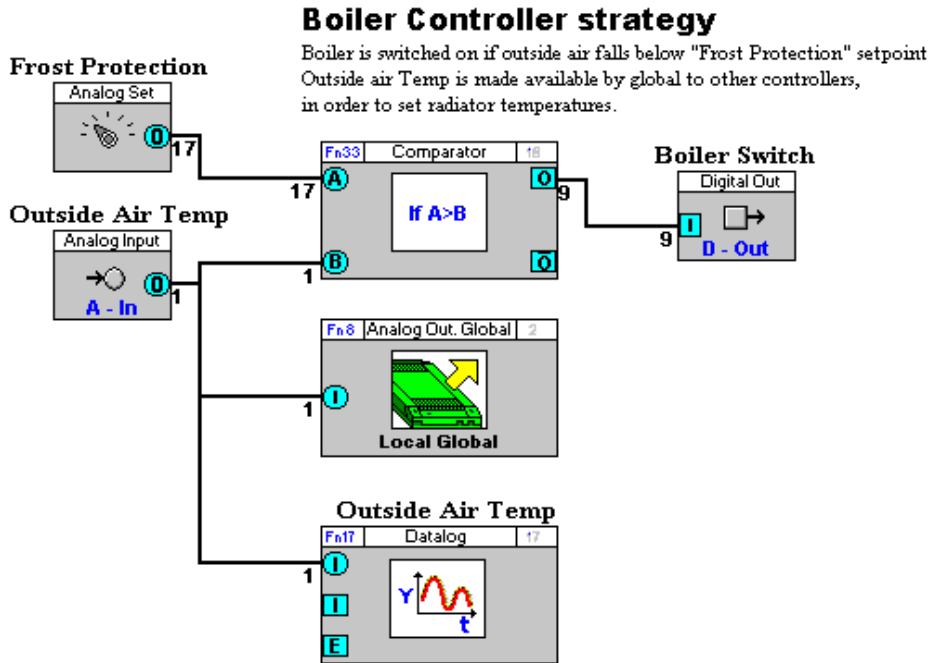 Boiler Controller strategy
Boiler is switched on if outside air falls below "Frost Protection" setpoint
Outside air Temp is made available by global to other controllers,
in order to set radiator temperatures.
Frost Protection
Analog Set
O
17
Fn33 Comparator 18
17 A
If A>B
O
9
1 B
O
Boiler Switch
Digital Out
9 I
D - Out
Outside Air Temp
Analog Input
O
1
A - In
Fn8 Analog Out. Global 2
1 I
Local Global
Outside Air Temp
Fn17 Datalog 17
1 I
Y
t
I
E